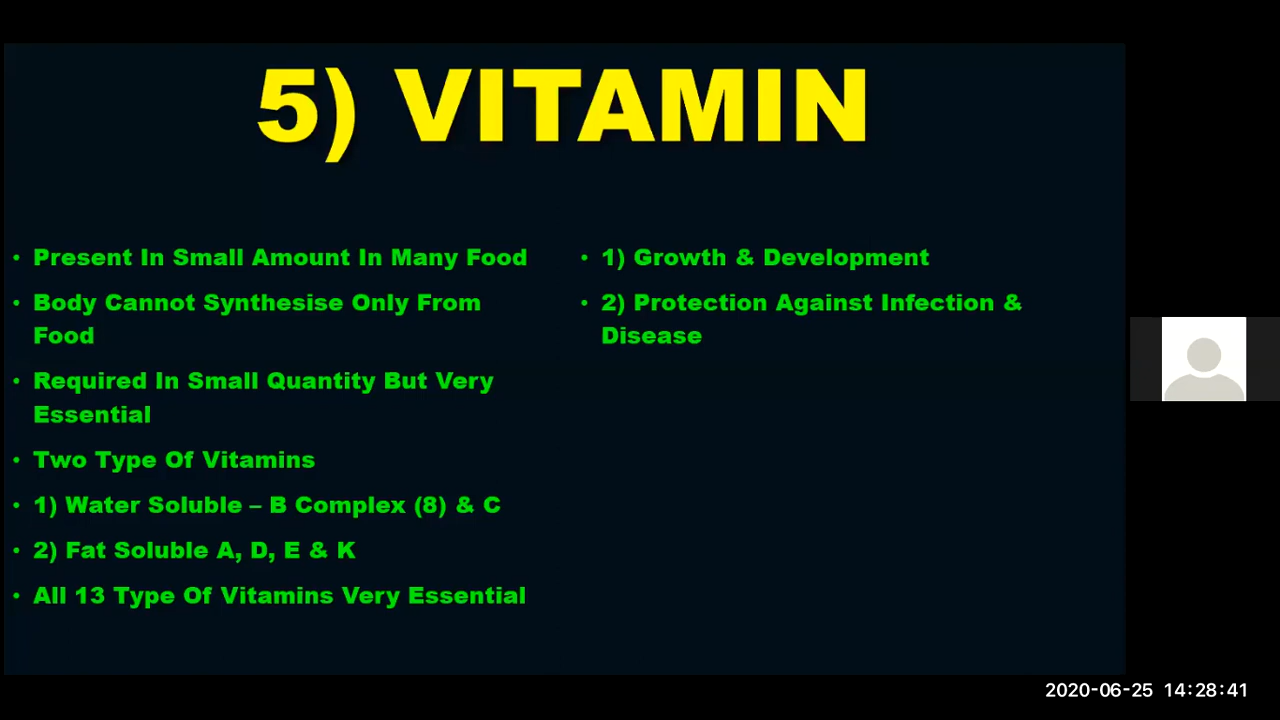 5) VITAMIN
• Present In Small Amount In Many Food
• Body Cannot Synthesise Only From
Food
• Required In Small Quantity But Very
Essential
• Two Type Of Vitamins
• 1) Water Soluble – B Complex (8) & C
• 2) Fat Soluble A, D, E & K
• All 13 Type Of Vitamins Very Essential
• 1) Growth & Development
• 2) Protection Against Infection &
Disease
2020-06-25 14:28:41